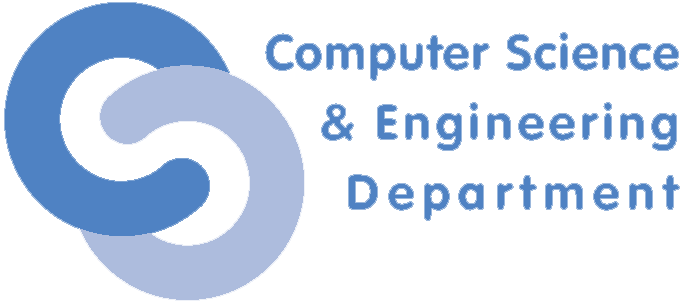 Computer Science
& Engineering
Department